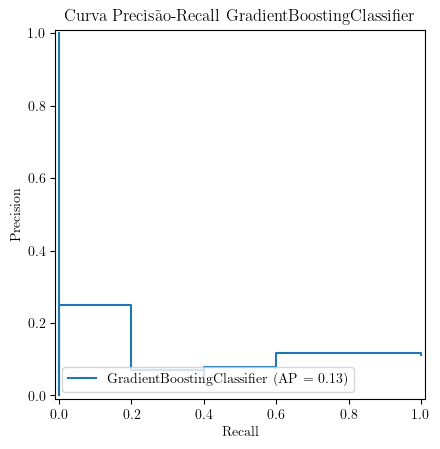 Curva Precisão-Recall GradientBoostingClassifier
1.0
0.8
0.6
0.4
0.2
0.0
Precision
GradientBoostingClassifier (AP = 0.13)
0.0 0.2 0.4 0.6 0.8 1.0
Recall